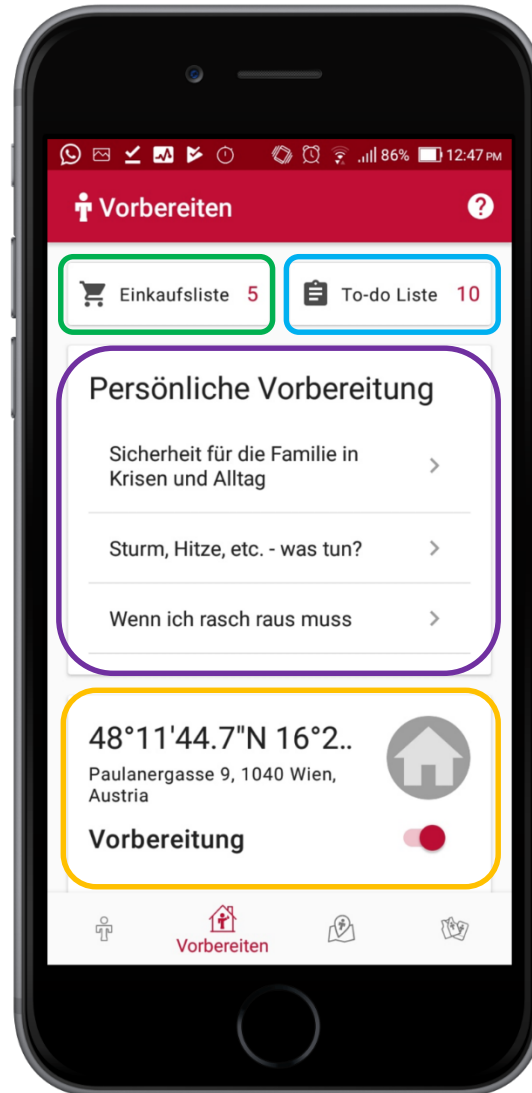 86% 12:47 PM
Vorbereiten ?
Einkaufsliste 5 To-do Liste 10
Persönliche Vorbereitung
Sicherheit für die Familie in
Krisen und Alltag
Sturm, Hitze, etc. - was tun?
Wenn ich rasch raus muss
48°11'44.7"N 16°2..
Paulanergasse 9, 1040 Wien,
Austria
Vorbereitung
Vorbereiten